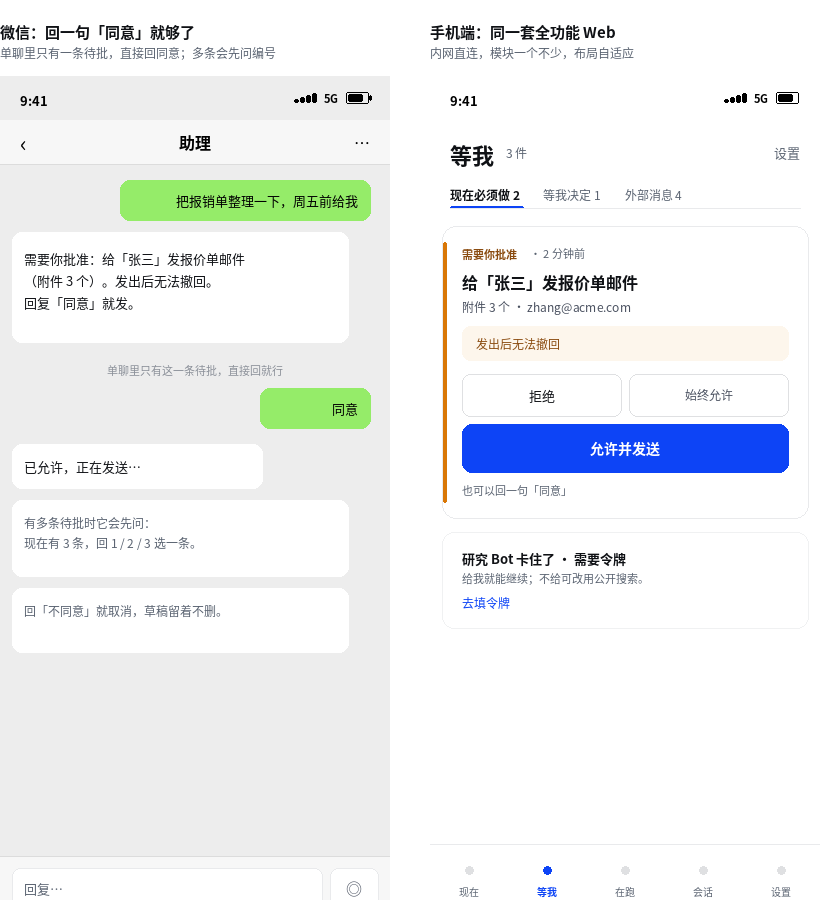 微信：回一句「同意」就够了
单聊里只有一条待批，直接回同意；多条会先问编号
9:41
5G
‹
助理
⋯
把报销单整理一下，周五前给我
需要你批准：给「张三」发报价单邮件
（附件 3 个）。发出后无法撤回。
回复「同意」就发。
单聊里只有这一条待批，直接回就行
同意
已允许，正在发送⋯
有多条待批时它会先问：
现在有 3 条，回 1 / 2 / 3 选一条。
回「不同意」就取消，草稿留着不删。
回复⋯
手机端：同一套全功能 Web
内网直连，模块一个不少，布局自适应
9:41
5G
等我
3 件
设置
现在必须做 2
等我决定 1
外部消息 4
需要你批准
・2 分钟前
给「张三」发报价单邮件
附件 3 个 ・ zhang@acme.com
发出后无法撤回
拒绝
始终允许
允许并发送
也可以回一句「同意」
研究 Bot 卡住了 ・ 需要令牌
给我就能继续；不给可改用公开搜索。
去填令牌
现在
等我
在跑
会话
设置